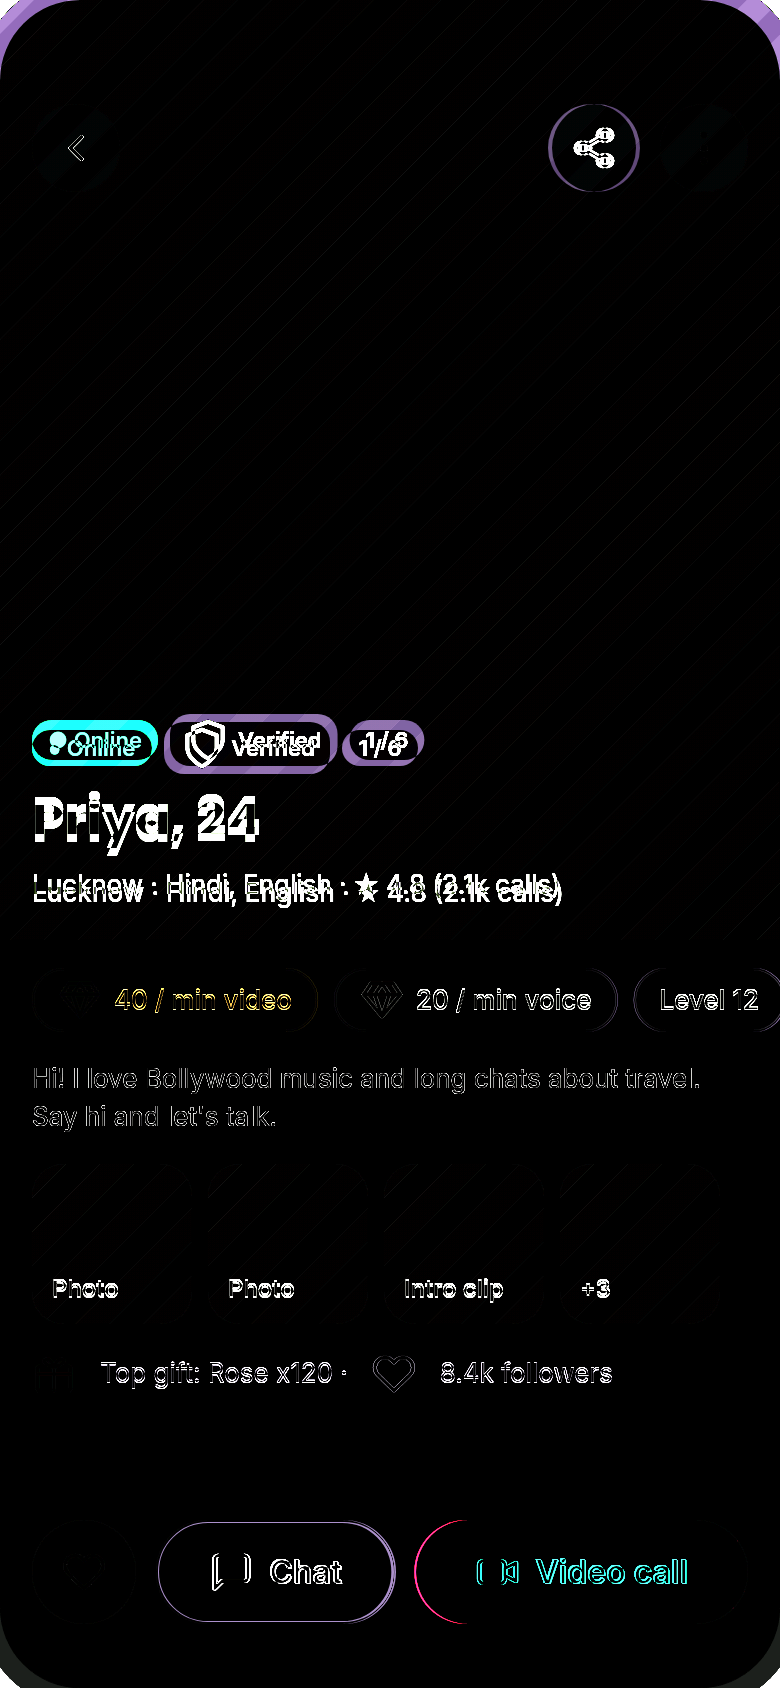 Online Verified 1/6
Priya, 24
Lucknow · Hindi, English · ★ 4.8 (2.1k calls)
40 / min video 20 / min voice Level 12
Hi! I love Bollywood music and long chats about travel.
Say hi and let's talk.
Photo Photo Intro clip +3
Top gift: Rose x120 · 8.4k followers
Chat Video call